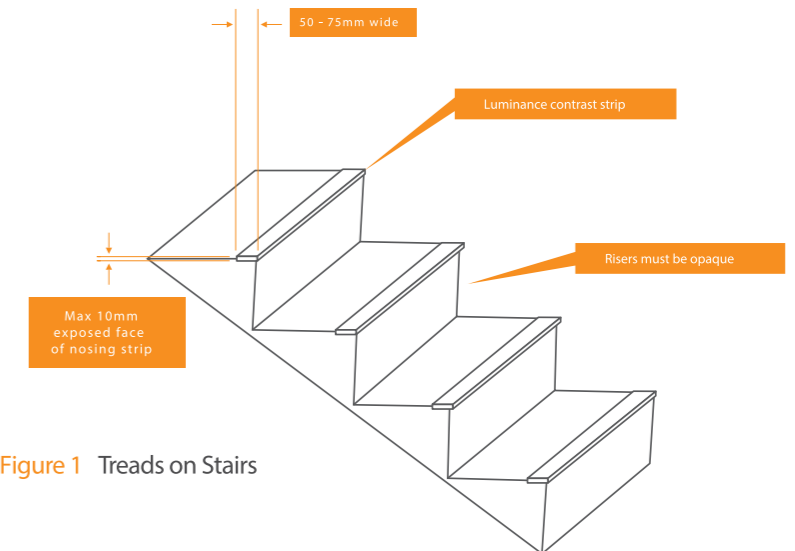 50 - 75mm wide
Luminance contrast strip
Risers must be opaque
Max 10mm
exposed face
of nosing strip
Figure 1 Treads on Stairs